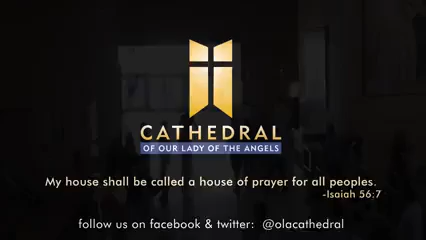 CATHEDRAL
OF OUR LADY OF THE ANGELS
My house shall be called a house of prayer for all peoples.
-Isaiah 56:7
follow us on facebook & twitter: @olacathedral